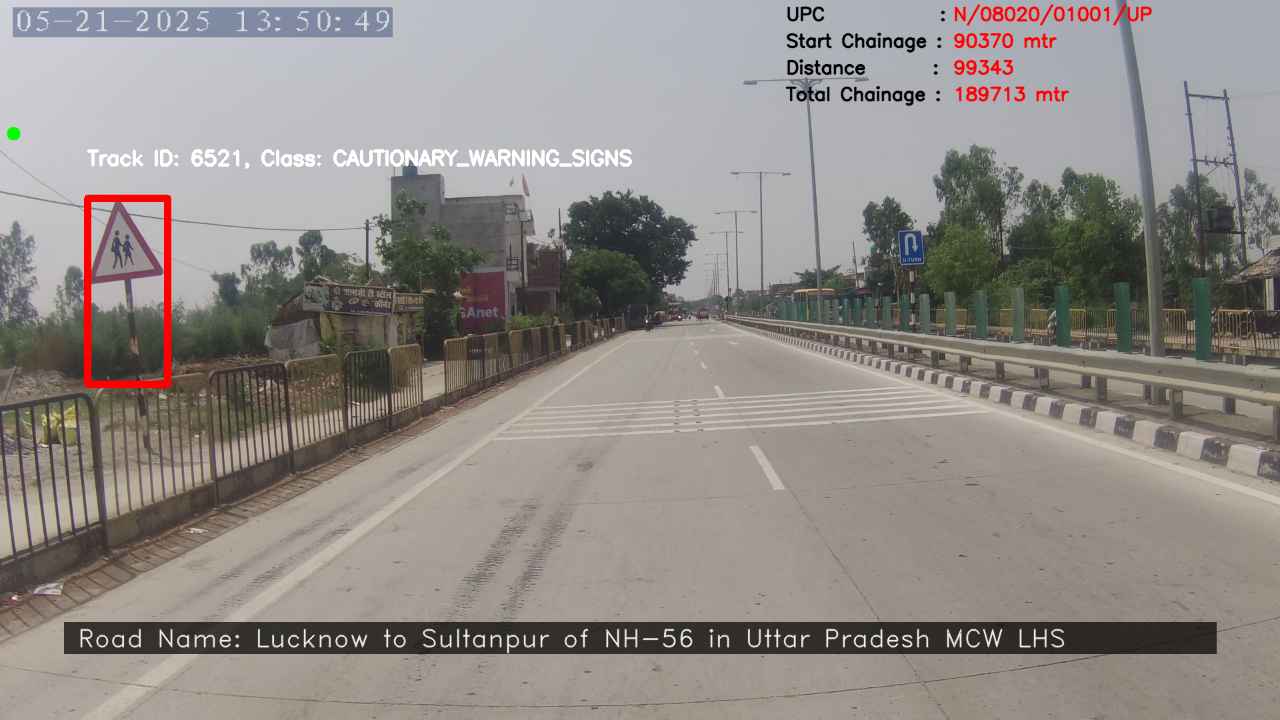 05-21-2025 13:50:49
UPC : N/08020/01001/UP
Start Chainage : 90370 mtr
Distance : 99343
Total Chainage : 189713 mtr
Track ID: 6521, Class: CAUTIONARY_WARNING_SIGNS
U-TURN
Anet
Road Name: Lucknow to Sultanpur of NH-56 in Uttar Pradesh MCW LHS